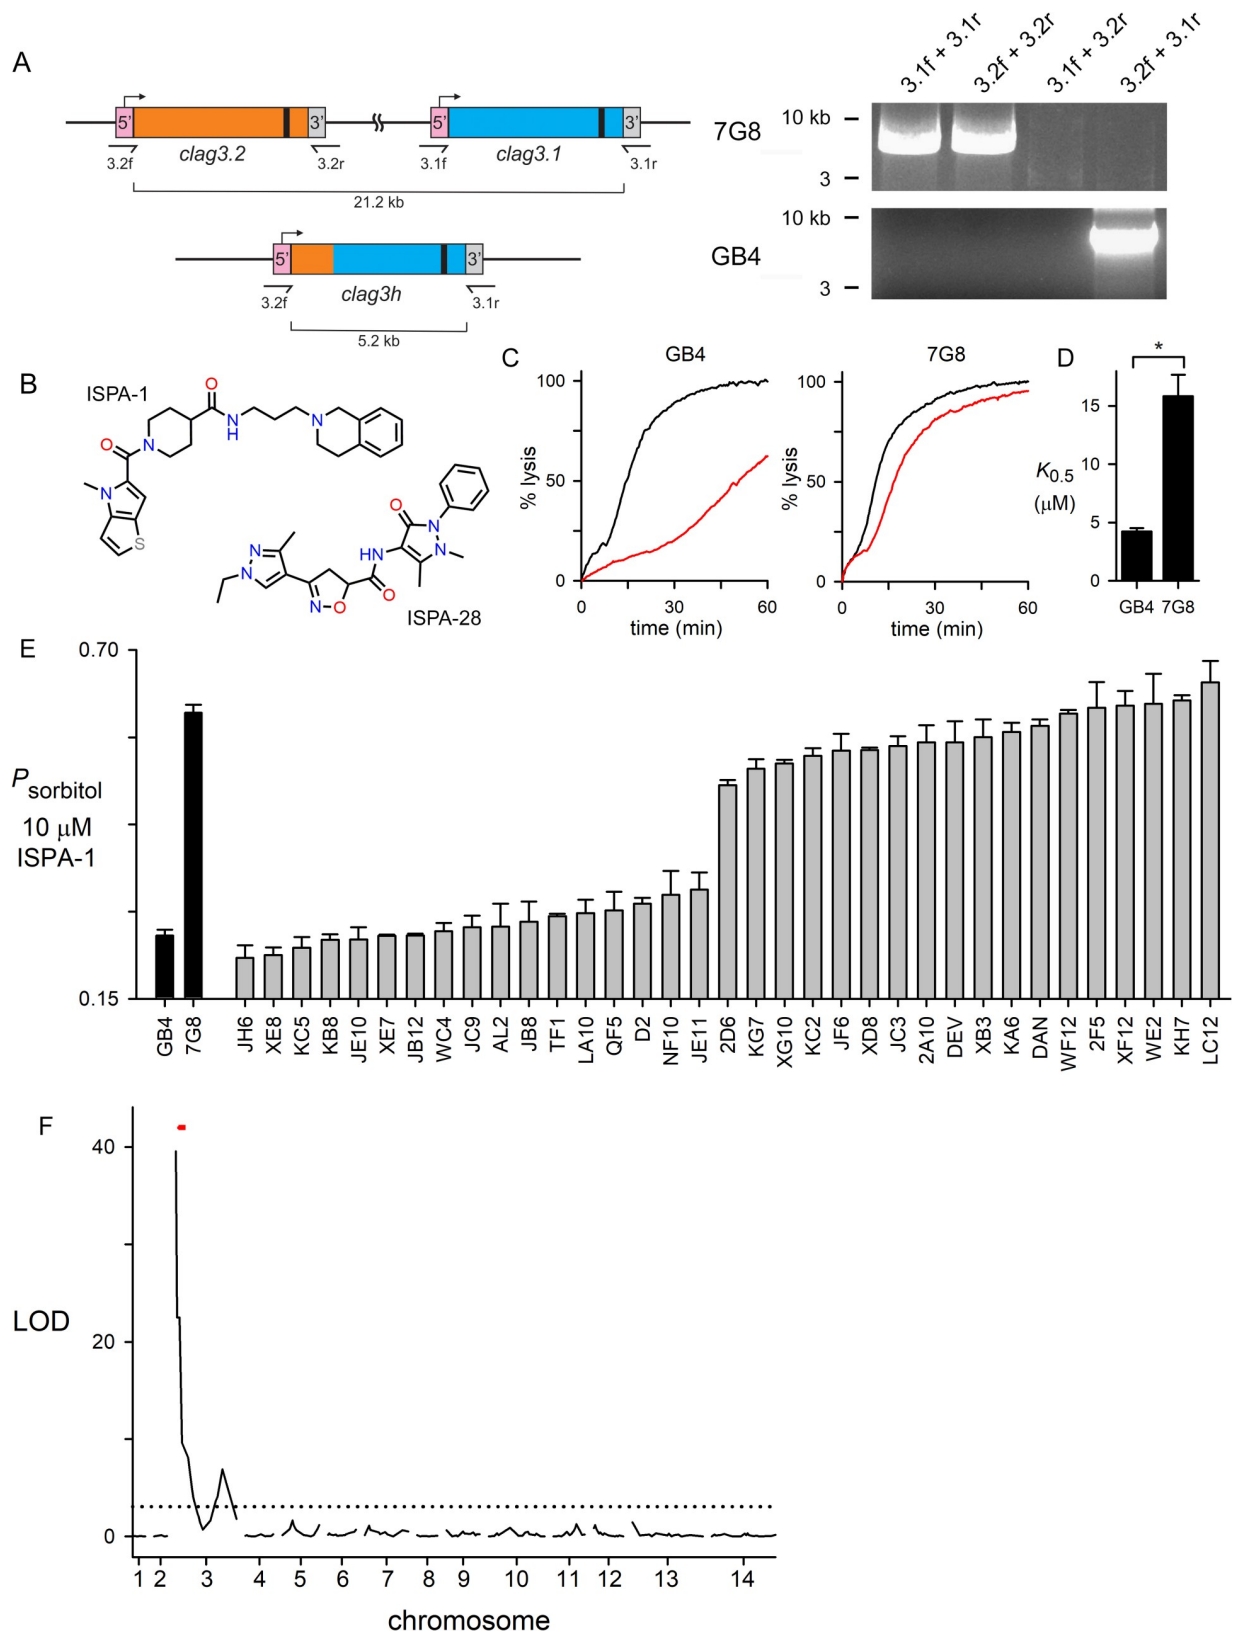 A
5' 3' 5' 3'
3.2f clag3.2 3.2r 3.1f clag3.1 3.1r
21.2 kb
5' 3'
3.2f clag3h 3.1r
5.2 kb
3.1f + 3.1r
3.2f + 3.2r
3.1f + 3.2r
3.2f + 3.1r
7G8
10 kb
3
GB4
10 kb
3
B
ISPA-1
O
N
H
N
O
N
N
S
O
N
N
HN
O
N
N
N
O
ISPA-28
C
GB4
100
50
0
% lysis
0 30 60
time (min)
7G8
100
50
0
% lysis
0 30 60
time (min)
D
*
15
10
5
0
K0.5
(μM)
GB4 7G8
E
0.70
0.15
Psorbitol
10 μM
ISPA-1
GB4 7G8 JH6 XE8 KC5 KB8 JE10 XE7 JB12 WC4 JC9 AL2 JB8 TF1 LA10 QF5 D2 NF10 JE11 2D6 KG7 XG10 KC2 JF6 XD8 JC3 2A10 DEV XB3 KA6 DAN WF12 2F5 XF12 WE2 KH7 LC12
F
40
20
0
LOD
1 2 3 4 5 6 7 8 9 10 11 12 13 14
chromosome